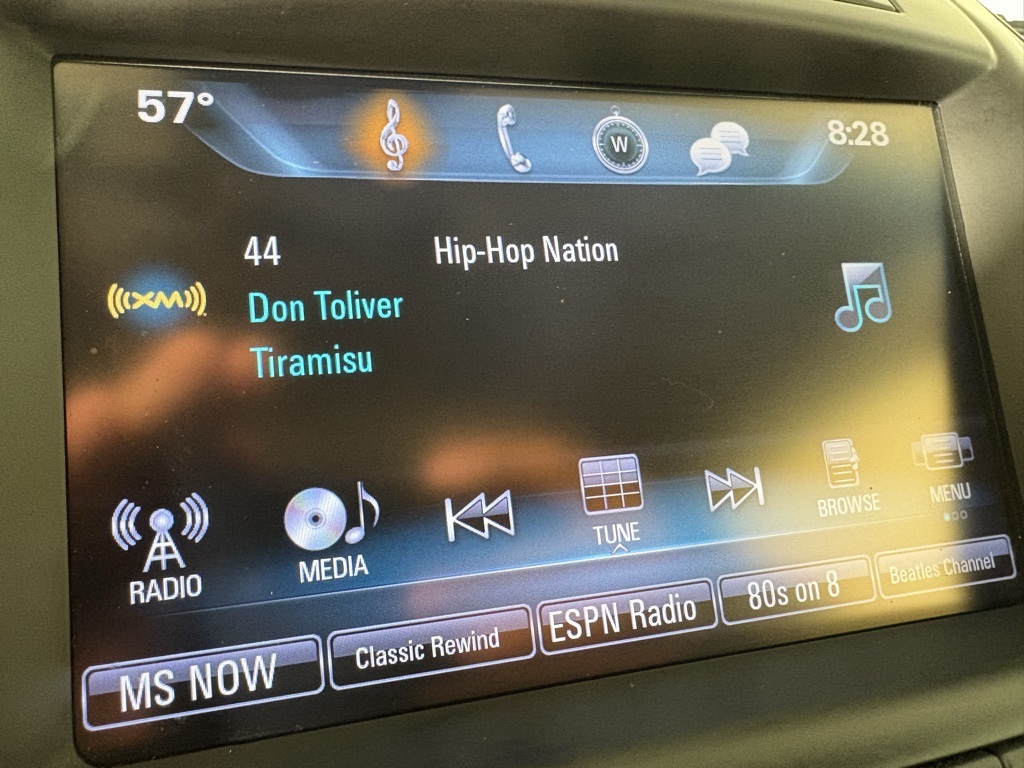 57°
W
8:28
44 Hip-Hop Nation
XM
Don Toliver
Tiramisu
RADIO
MEDIA
TUNE
BROWSE
MENU
MS NOW
Classic Rewind
ESPN Radio
80s on 8
Beatles Channel